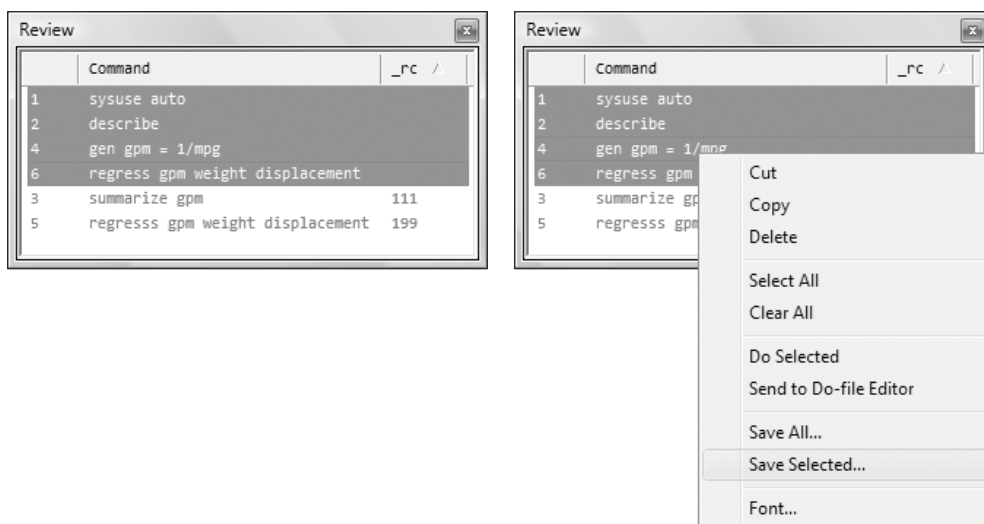 Review
Command _rc
1 sysuse auto
2 describe
4 gen gpm = 1/mpg
6 regress gpm weight displacement
3 summarize gpm 111
5 regresss gpm weight displacement 199
Review
Command _rc
1 sysuse auto
2 describe
4 gen gpm = 1/mpg
6 regress gpm
3 summarize gp
5 regresss gpm
Cut
Copy
Delete
Select All
Clear All
Do Selected
Send to Do-file Editor
Save All...
Save Selected...
Font...